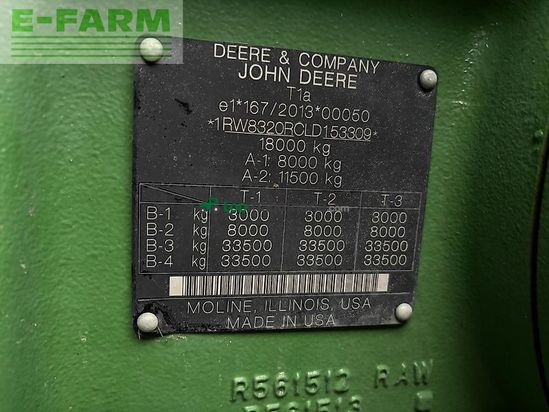 E-FARM
DEERE & COMPANY
JOHN DEERE
T1a
e1*167/2013*00050
*1RW8320RCLD153309*
18000 kg
A-1: 8000 kg
A-2: 11500 kg
T-1 T-2 T-3
B-1 kg 3000 3000 3000
B-2 kg 8000 8000 8000
B-3 kg 33500 33500 33500
B-4 kg 33500 33500 33500
MOLINE, ILLINOIS, USA
MADE IN USA
R561512 RAW